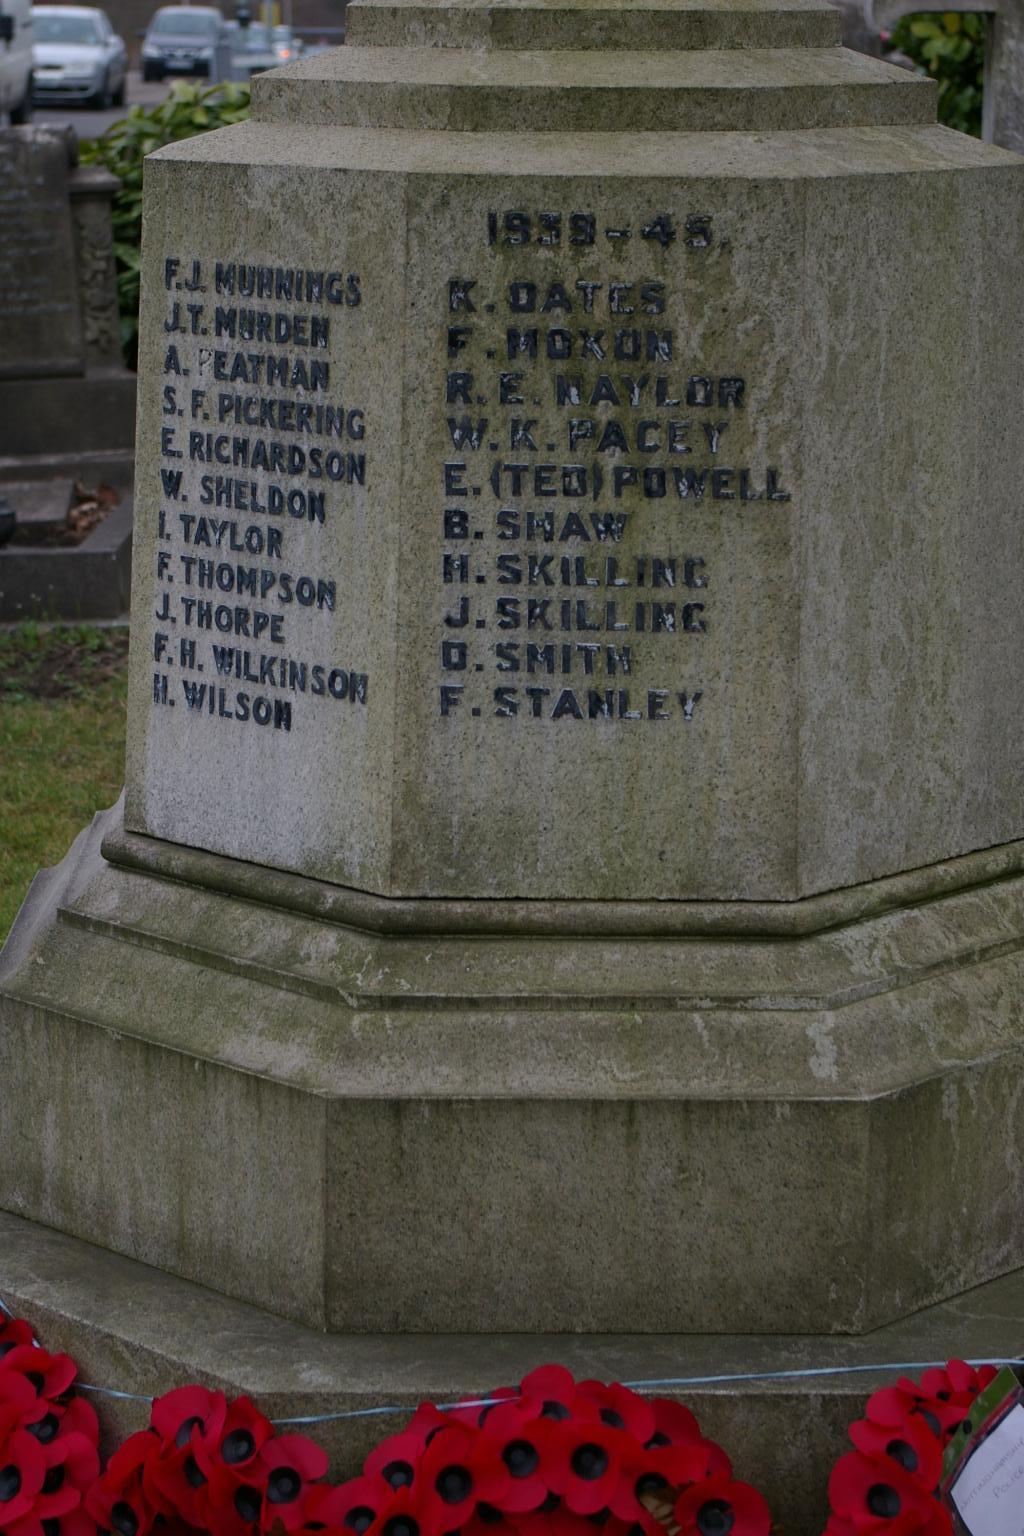 F.J. MUNNINGS
J.T. MURDEN
A. PEATMAN
S. F. PICKERING
E. RICHARDSON
W. SHELDON
I. TAYLOR
F. THOMPSON
J. THORPE
F. H. WILKINSON
H. WILSON
1939-45.
K. OATES
F. MOXON
R. E. NAYLOR
W. K. PACEY
E. (TED) POWELL
B. SHAW
H. SKILLING
J. SKILLING
D. SMITH
F. STANLEY
Police